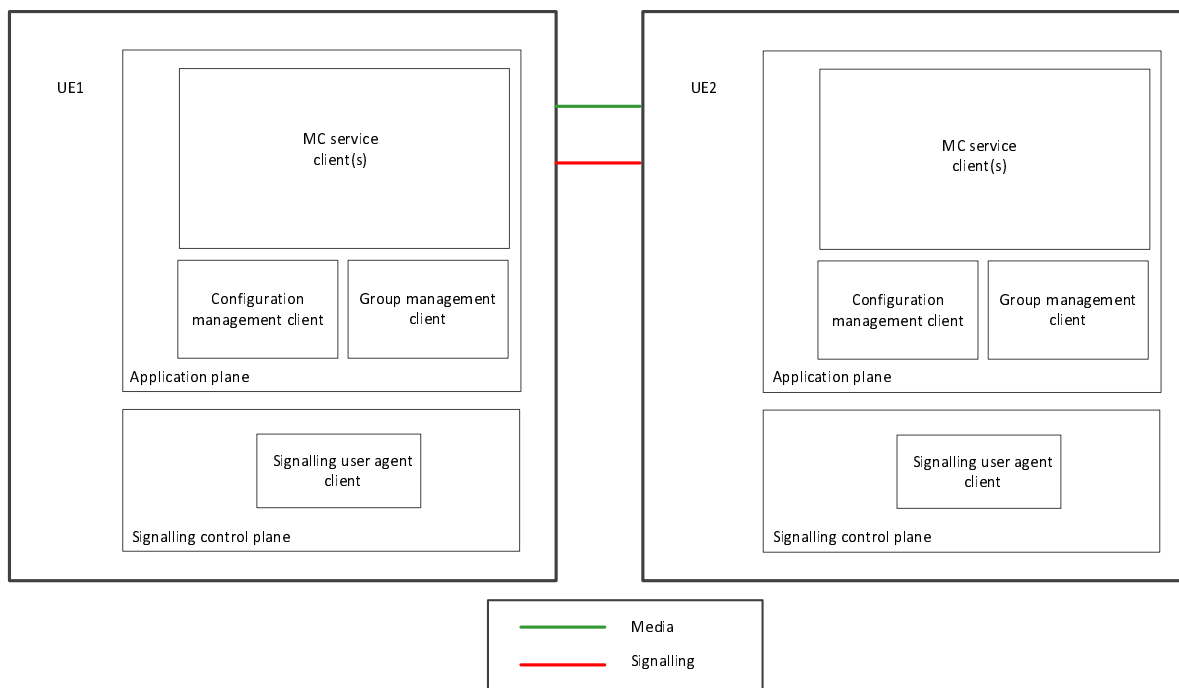 UE1
MC service
client(s)
Configuration
management client
Group management
client
Application plane
Signalling user agent
client
Signalling control plane
UE2
MC service
client(s)
Configuration
management client
Group management
client
Application plane
Signalling user agent
client
Signalling control plane
Media
Signalling